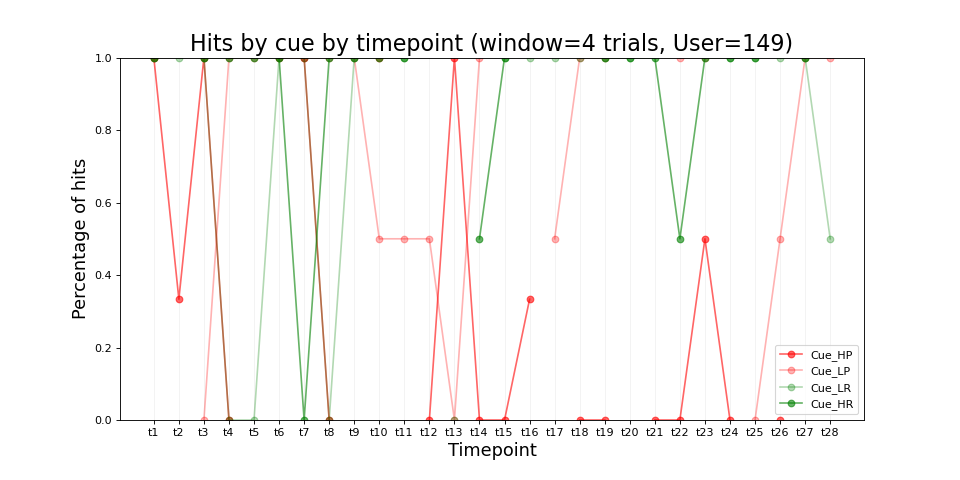 Hits by cue by timepoint (window=4 trials, User=149)
Percentage of hits
1.0
0.8
0.6
0.4
0.2
0.0
Cue_HP
Cue_LP
Cue_LR
Cue_HR
t1 t2 t3 t4 t5 t6 t7 t8 t9 t10 t11 t12 t13 t14 t15 t16 t17 t18 t19 t20 t21 t22 t23 t24 t25 t26 t27 t28
Timepoint